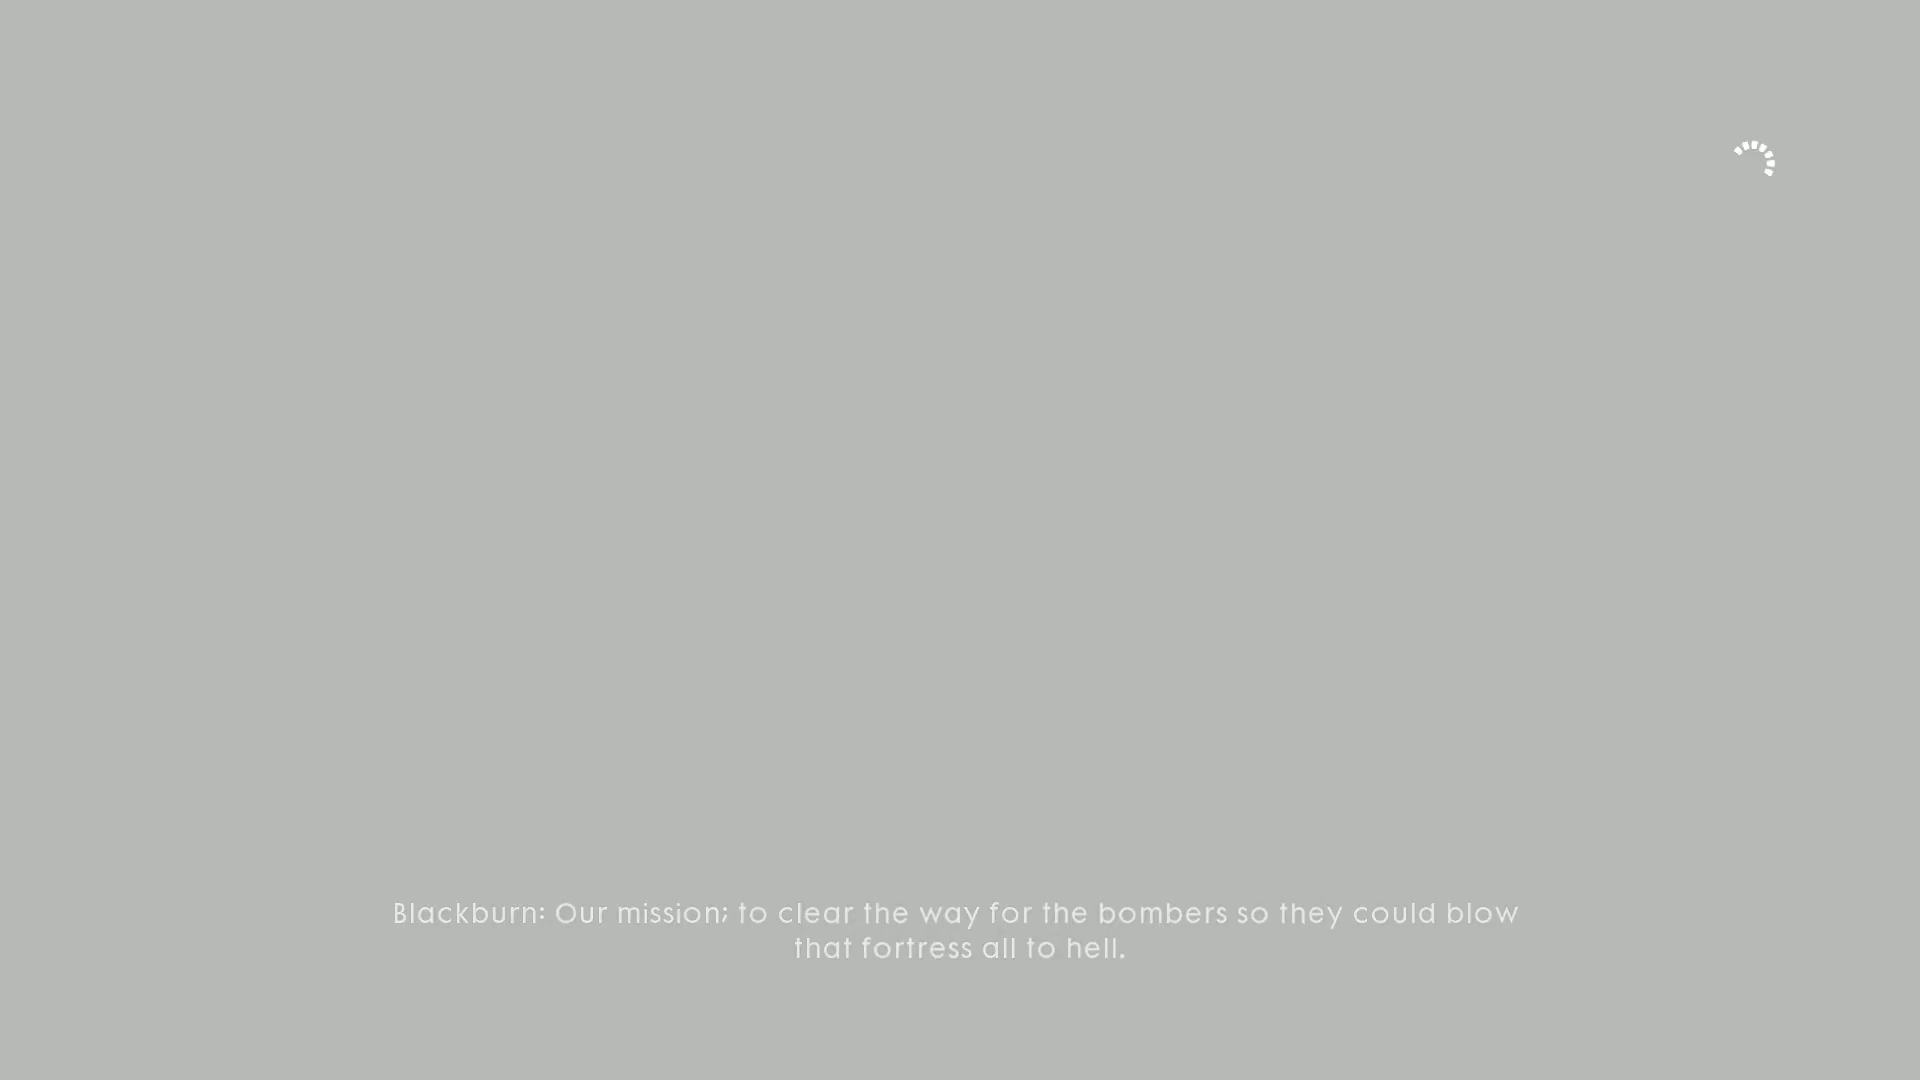 Blackburn: Our mission; to clear the way for the bombers so they could blow
that fortress all to hell.